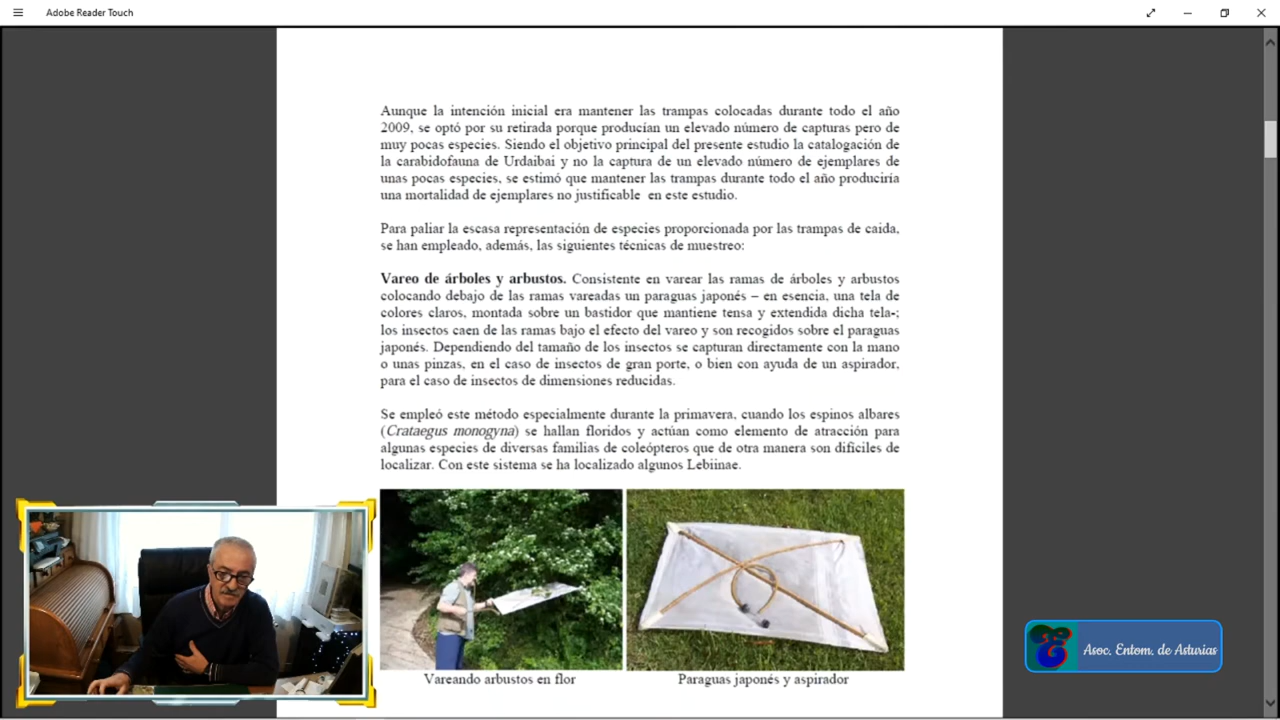 Adobe Reader Touch
Aunque la intención inicial era mantener las trampas colocadas durante todo el año
2009, se optó por su retirada porque producían un elevado número de capturas pero de
muy pocas especies. Siendo el objetivo principal del presente estudio la catalogación de
la carabidofauna de Urdaibai y no la captura de un elevado número de ejemplares de
unas pocas especies, se estimó que mantener las trampas durante todo el año produciría
una mortalidad de ejemplares no justificable en este estudio.
Para paliar la escasa representación de especies proporcionada por las trampas de caida,
se han empleado, además, las siguientes técnicas de muestreo:
Vareo de árboles y arbustos. Consistente en varear las ramas de árboles y arbustos
colocando debajo de las ramas vareadas un paraguas japonés – en esencia, una tela de
colores claros, montada sobre un bastidor que mantiene tensa y extendida dicha tela-;
los insectos caen de las ramas bajo el efecto del vareo y son recogidos sobre el paraguas
japonés. Dependiendo del tamaño de los insectos se capturan directamente con la mano
o unas pinzas, en el caso de insectos de gran porte, o bien con ayuda de un aspirador,
para el caso de insectos de dimensiones reducidas.
Se empleó este método especialmente durante la primavera, cuando los espinos albares
(Crataegus monogyna) se hallan floridos y actúan como elemento de atracción para
algunas especies de diversas familias de coleópteros que de otra manera son difíciles de
localizar. Con este sistema se ha localizado algunos Lebiinae.
Vareando arbustos en flor
Paraguas japonés y aspirador
Asoc. Entom. de Asturias